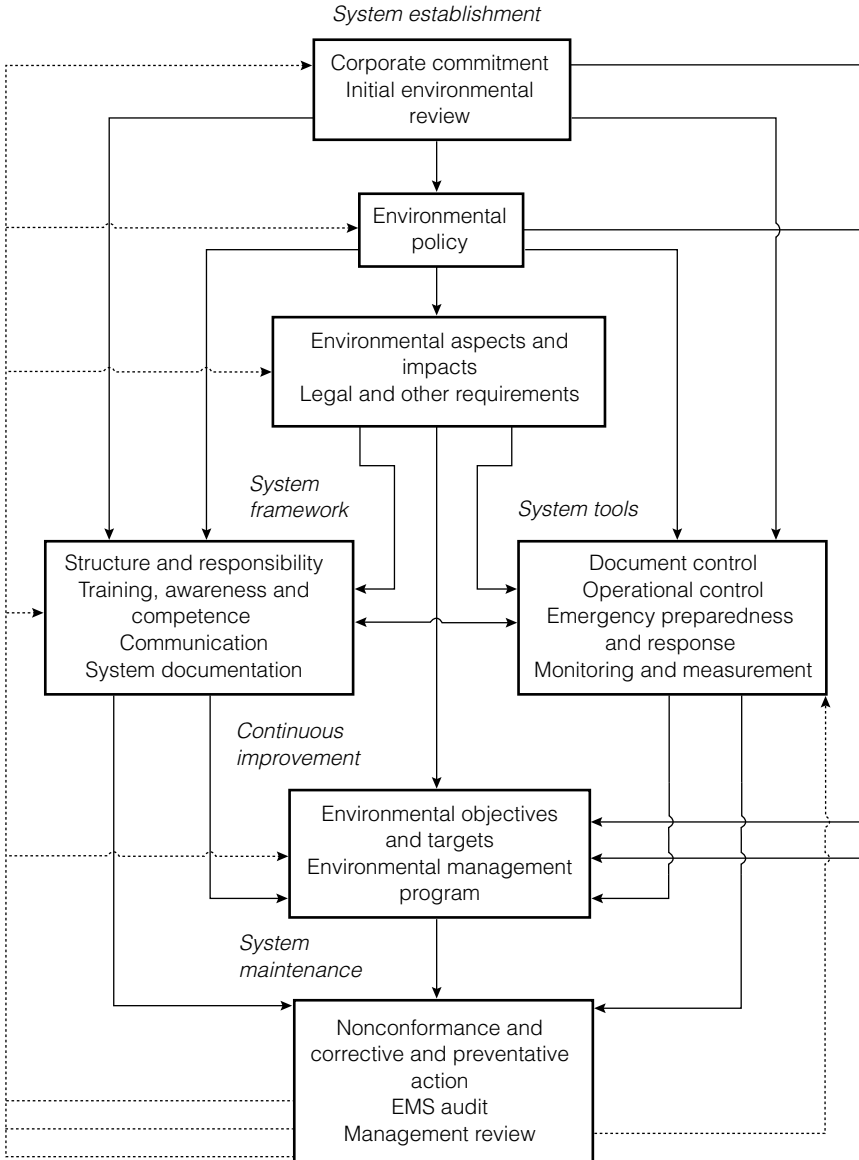 System establishment
Corporate commitment
Initial environmental
review
Environmental
policy
Environmental aspects and
impacts
Legal and other requirements
System
framework
System tools
Structure and responsibility
Training, awareness and
competence
Communication
System documentation
Document control
Operational control
Emergency preparedness
and response
Monitoring and measurement
Continuous
improvement
Environmental objectives
and targets
Environmental management
program
System
maintenance
Nonconformance and
corrective and preventative
action
EMS audit
Management review